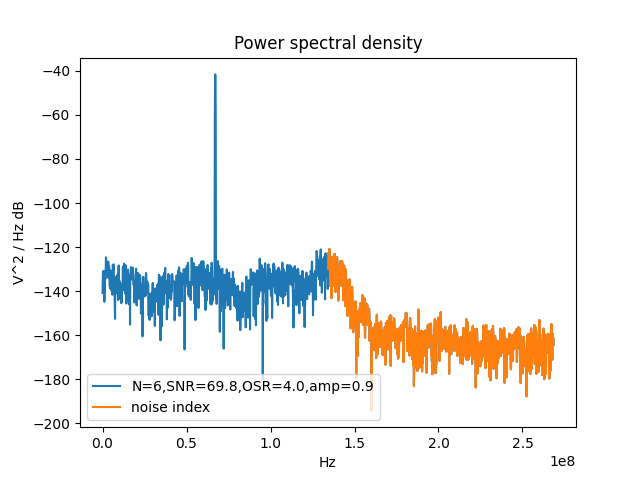 Power spectral density
V^2 / Hz dB
−40
−60
−80
−100
−120
−140
−160
−180
−200
N=6,SNR=69.8,OSR=4.0,amp=0.9
noise index
0.0 0.5 1.0 1.5 2.0 2.5
1e8
Hz